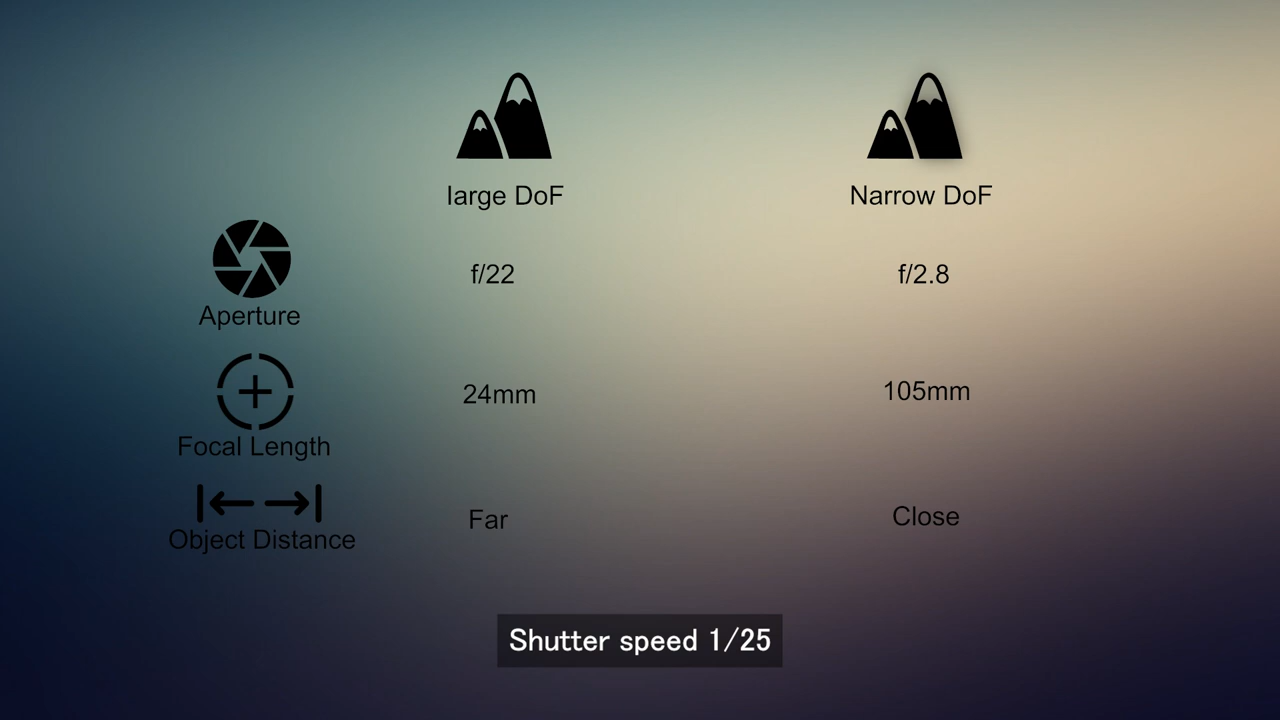 large DoF
Narrow DoF
Aperture
f/22
f/2.8
Focal Length
24mm
105mm
Object Distance
Far
Close
Shutter speed 1/25